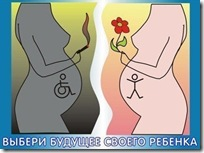 ВЫБЕРИ БУДУЩЕЕ СВОЕГО РЕБЕНКА